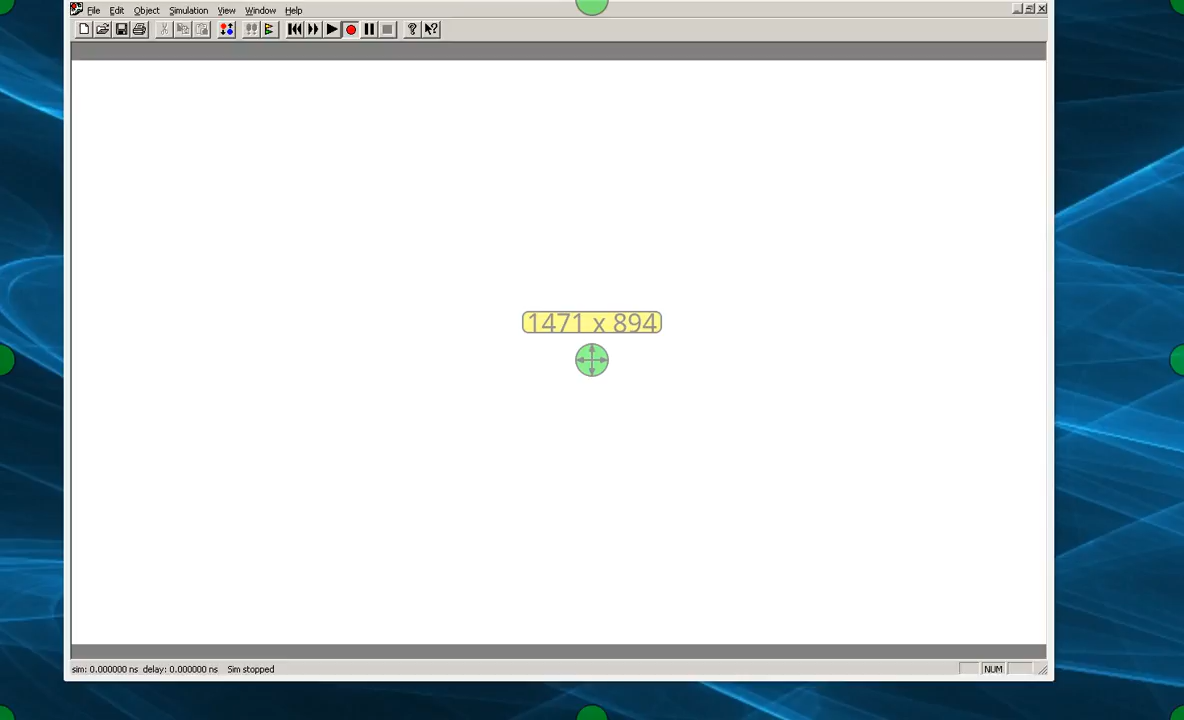 File Edit Object Simulation View Window Help
1471 x 894
sim: 0.000000 ns delay: 0.000000 ns Sim stopped NUM